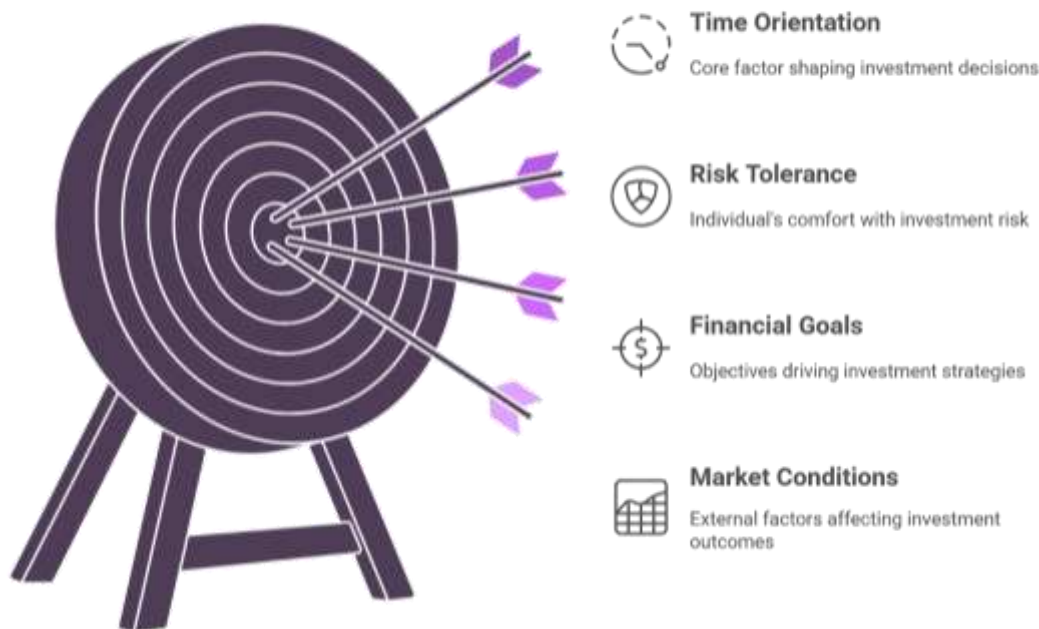 Time Orientation
Core factor shaping investment decisions
Risk Tolerance
Individual's comfort with investment risk
Financial Goals
Objectives driving investment strategies
Market Conditions
External factors affecting investment
outcomes